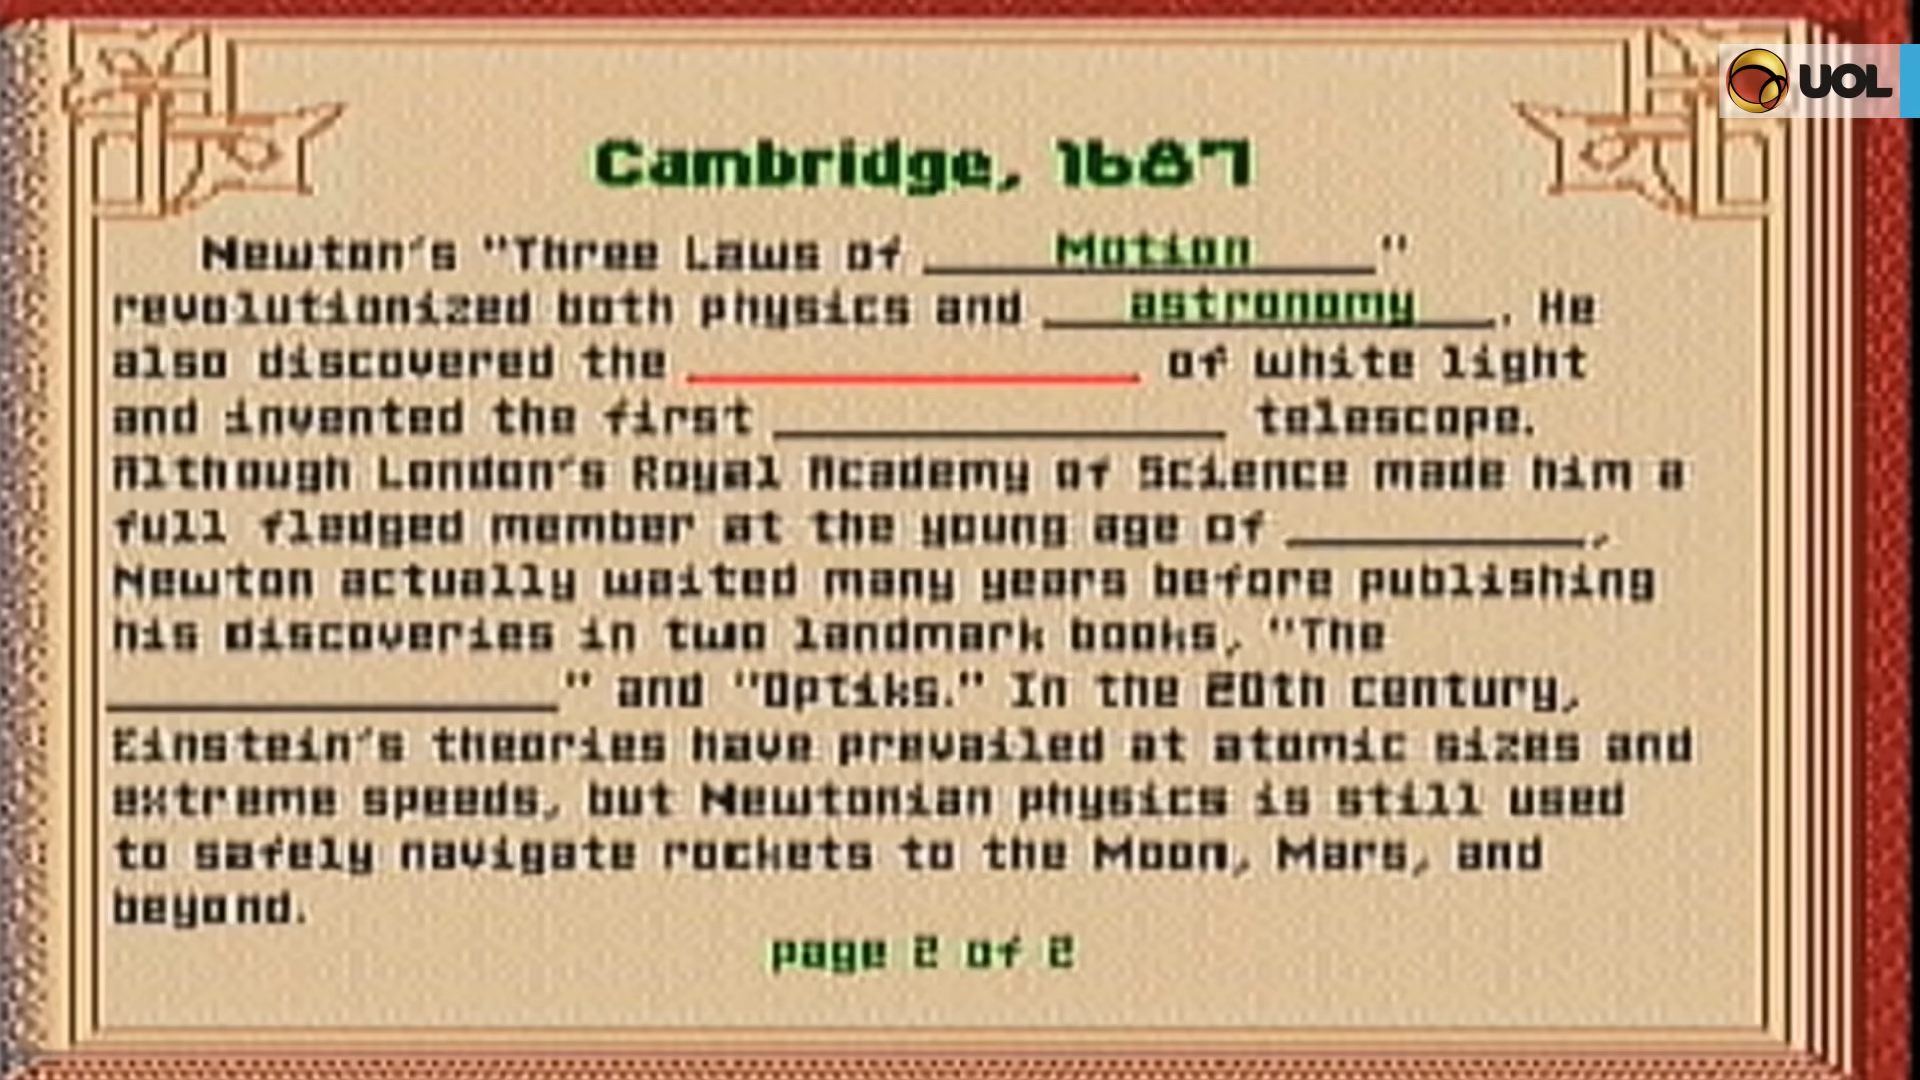 UOL
Cambridge, 1687
Newton's "Three Laws of Motion"
revolutionized both physics and astronomy. He
also discovered the ____________ of white light
and invented the first ____________ telescope.
Although London's Royal Academy of Science made him a
full fledged member at the young age of ________,
Newton actually waited many years before publishing
his discoveries in two landmark books, "The
____________" and "Optiks." In the 20th century,
Einstein's theories have prevailed at atomic sizes and
extreme speeds, but Newtonian physics is still used
to safely navigate rockets to the Moon, Mars, and
beyond.
page 2 of 2